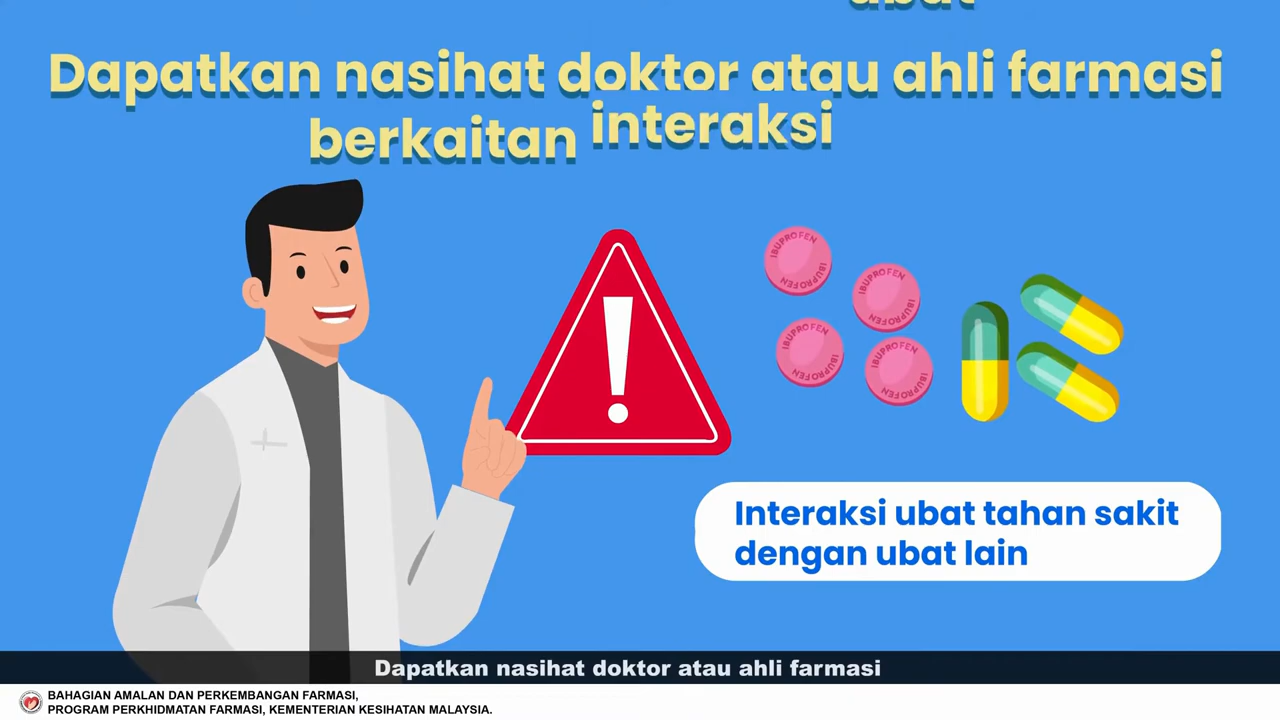 ubat
Dapatkan nasihat doktor atau ahli farmasi
berkaitan interaksi
IBUPROFEN IBUPROFEN
IBUPROFEN IBUPROFEN
IBUPROFEN IBUPROFEN
IBUPROFEN IBUPROFEN
Interaksi ubat tahan sakit
dengan ubat lain
Dapatkan nasihat doktor atau ahli farmasi
BAHAGIAN AMALAN DAN PERKEMBANGAN FARMASI,
PROGRAM PERKHIDMATAN FARMASI, KEMENTERIAN KESIHATAN MALAYSIA.